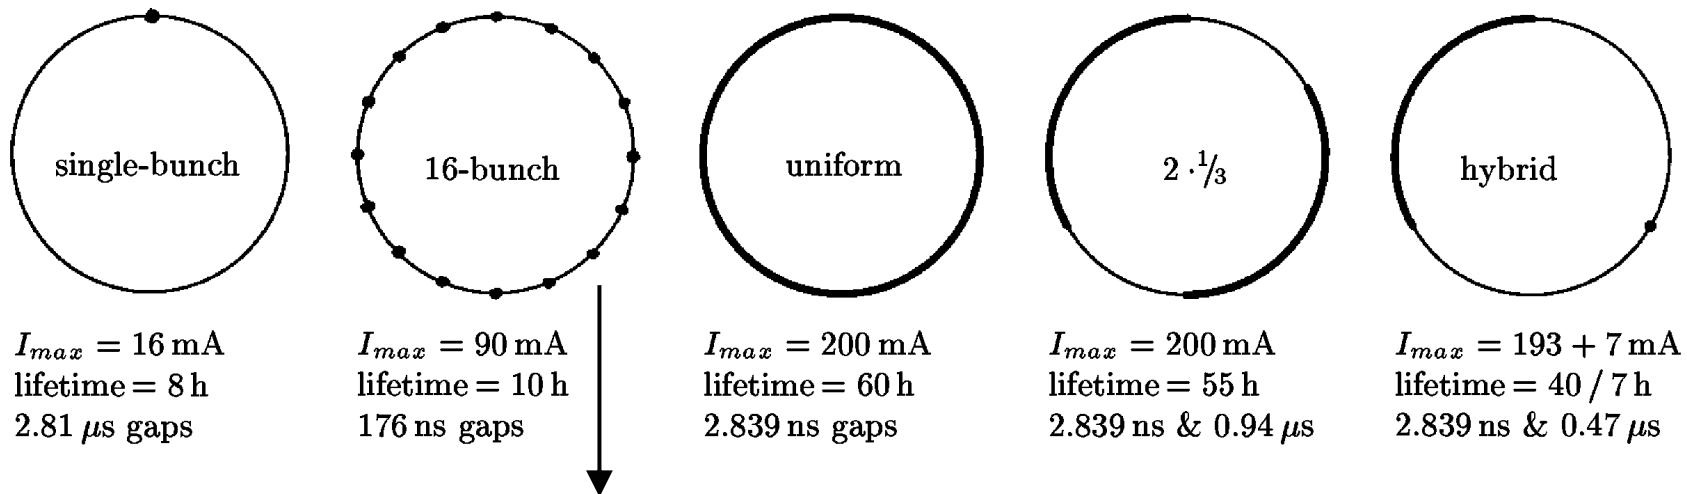 single-bunch
16-bunch
uniform
2 · 1/3
hybrid
I_max = 16 mA
lifetime = 8 h
2.81 μs gaps
I_max = 90 mA
lifetime = 10 h
176 ns gaps
I_max = 200 mA
lifetime = 60 h
2.839 ns gaps
I_max = 200 mA
lifetime = 55 h
2.839 ns & 0.94 μs
I_max = 193 + 7 mA
lifetime = 40 / 7 h
2.839 ns & 0.47 μs